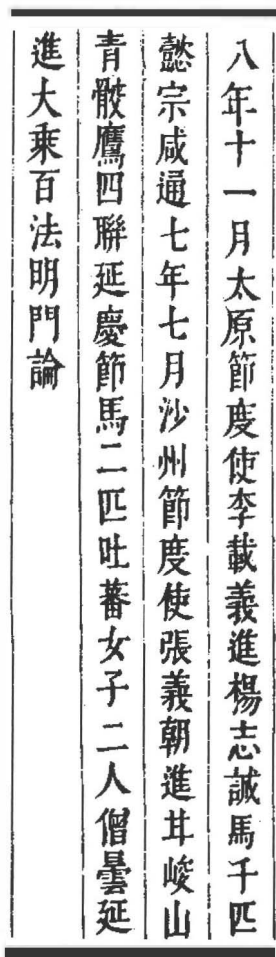 八年十一月太原節度使李載義進楊志誠馬千匹
懿宗咸通七年七月沙州節度使張義朝進甘峻山
青骹鷹四聯延慶節馬二匹吐蕃女子二人僧曇延
進大乘百法明門論